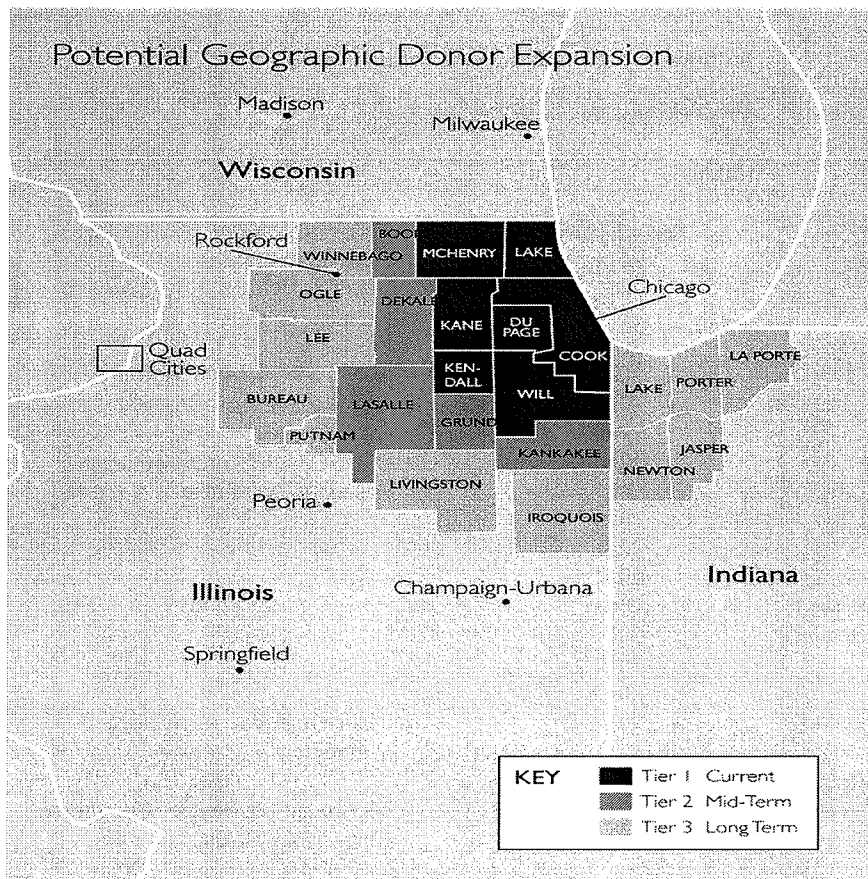 Potential Geographic Donor Expansion
Madison
Milwaukee
Wisconsin
Rockford
WINNEBAGO
BOO
MCHENRY
LAKE
OGLE
DEKALB
KANE
DU
PAGE
COOK
Chicago
LEE
Quad
Cities
KEN-
DALL
WILL
LAKE
PORTER
LA PORTE
BUREAU
LASALLE
GRUND
PUTNAM
KANKAKEE
NEWTON
JASPER
LIVINGSTON
Peoria
IROQUOIS
Illinois
Champaign-Urbana
Indiana
Springfield
KEY
Tier 1 Current
Tier 2 Mid-Term
Tier 3 Long Term